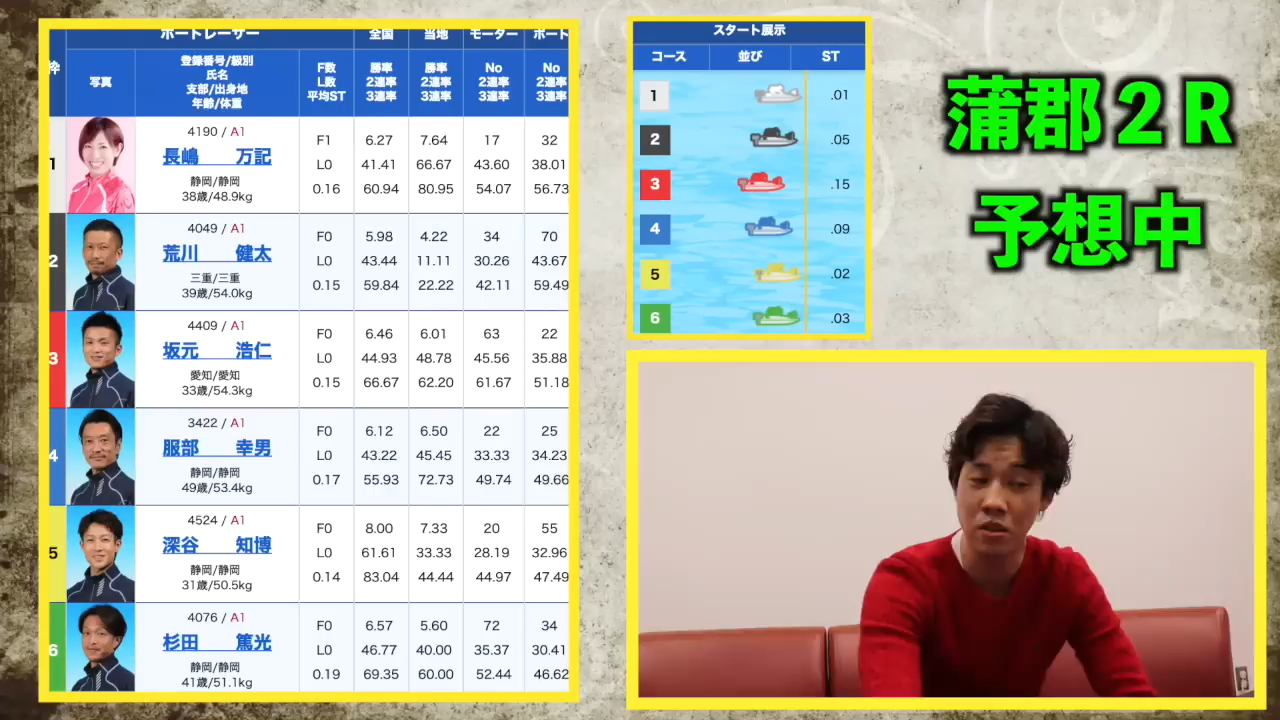 ボートレーサー 全国 当地 モーター ボート
枠 写真 登録番号/級別 氏名 支部/出身地 年齢/体重 F数 L数 平均ST 勝率 2連率 3連率 勝率 2連率 3連率 No 2連率 3連率 No 2連率 3連率
1
4190 / A1
長嶋 万記
静岡/静岡
38歳/48.9kg
F1 6.27 7.64 17 32
L0 41.41 66.67 43.60 38.01
0.16 60.94 80.95 54.07 56.73
2
4049 / A1
荒川 健太
三重/三重
39歳/54.0kg
F0 5.98 4.22 34 70
L0 43.44 11.11 30.26 43.67
0.15 59.84 22.22 42.11 59.49
3
4409 / A1
坂元 浩仁
愛知/愛知
33歳/54.3kg
F0 6.46 6.01 63 22
L0 44.93 48.78 45.56 35.88
0.15 66.67 62.20 61.67 51.18
4
3422 / A1
服部 幸男
静岡/静岡
49歳/53.4kg
F0 6.12 6.50 22 25
L0 43.22 45.45 33.33 34.23
0.17 55.93 72.73 49.74 49.66
5
4524 / A1
深谷 知博
静岡/静岡
31歳/50.5kg
F0 8.00 7.33 20 55
L0 61.61 33.33 28.19 32.96
0.14 83.04 44.44 44.97 47.49
6
4076 / A1
杉田 篤光
静岡/静岡
41歳/51.1kg
F0 6.57 5.60 72 34
L0 46.77 40.00 35.37 30.41
0.19 69.35 60.00 52.44 46.62
スタート展示
コース 並び ST
1 .01
2 .05
3 .15
4 .09
5 .02
6 .03
蒲郡2R
予想中